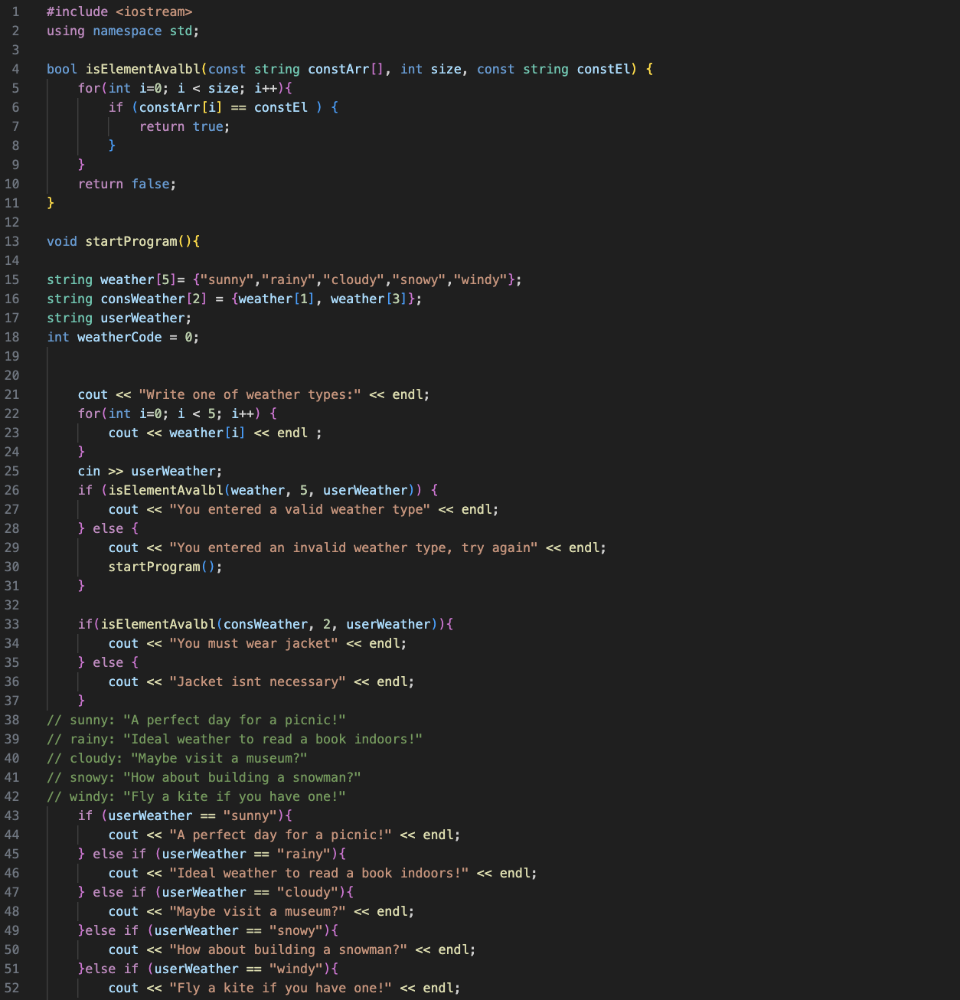 1 #include <iostream>
2 using namespace std;
3
4 bool isElementAvalbl(const string constArr[], int size, const string constEl) {
5     for(int i=0; i < size; i++){
6         if (constArr[i] == constEl ) {
7             return true;
8         }
9     }
10     return false;
11 }
12
13 void startProgram(){
14
15 string weather[5]= {"sunny","rainy","cloudy","snowy","windy"};
16 string consWeather[2] = {weather[1], weather[3]};
17 string userWeather;
18 int weatherCode = 0;
19
20
21     cout << "Write one of weather types:" << endl;
22     for(int i=0; i < 5; i++) {
23         cout << weather[i] << endl ;
24     }
25     cin >> userWeather;
26     if (isElementAvalbl(weather, 5, userWeather)) {
27         cout << "You entered a valid weather type" << endl;
28     } else {
29         cout << "You entered an invalid weather type, try again" << endl;
30         startProgram();
31     }
32
33     if(isElementAvalbl(consWeather, 2, userWeather)){
34         cout << "You must wear jacket" << endl;
35     } else {
36         cout << "Jacket isnt necessary" << endl;
37     }
38 // sunny: "A perfect day for a picnic!"
39 // rainy: "Ideal weather to read a book indoors!"
40 // cloudy: "Maybe visit a museum?"
41 // snowy: "How about building a snowman?"
42 // windy: "Fly a kite if you have one!"
43     if (userWeather == "sunny"){
44         cout << "A perfect day for a picnic!" << endl;
45     } else if (userWeather == "rainy"){
46         cout << "Ideal weather to read a book indoors!" << endl;
47     } else if (userWeather == "cloudy"){
48         cout << "Maybe visit a museum?" << endl;
49     }else if (userWeather == "snowy"){
50         cout << "How about building a snowman?" << endl;
51     }else if (userWeather == "windy"){
52         cout << "Fly a kite if you have one!" << endl;